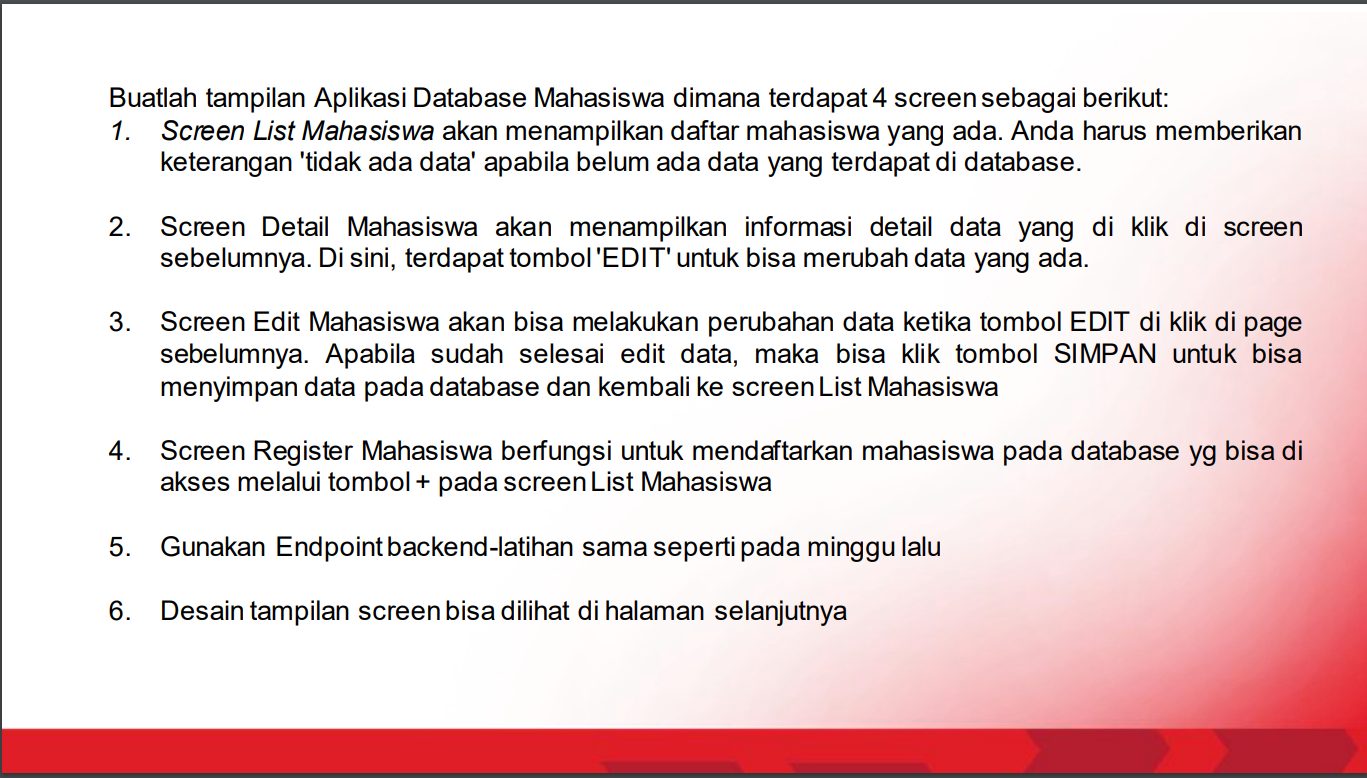 Buatlah tampilan Aplikasi Database Mahasiswa dimana terdapat 4 screen sebagai berikut:
1. Screen List Mahasiswa akan menampilkan daftar mahasiswa yang ada. Anda harus memberikan
keterangan 'tidak ada data' apabila belum ada data yang terdapat di database.
2. Screen Detail Mahasiswa akan menampilkan informasi detail data yang di klik di screen
sebelumnya. Di sini, terdapat tombol 'EDIT' untuk bisa merubah data yang ada.
3. Screen Edit Mahasiswa akan bisa melakukan perubahan data ketika tombol EDIT di klik di page
sebelumnya. Apabila sudah selesai edit data, maka bisa klik tombol SIMPAN untuk bisa
menyimpan data pada database dan kembali ke screen List Mahasiswa
4. Screen Register Mahasiswa berfungsi untuk mendaftarkan mahasiswa pada database yg bisa di
akses melalui tombol + pada screen List Mahasiswa
5. Gunakan Endpoint backend-latihan sama seperti pada minggu lalu
6. Desain tampilan screen bisa dilihat di halaman selanjutnya